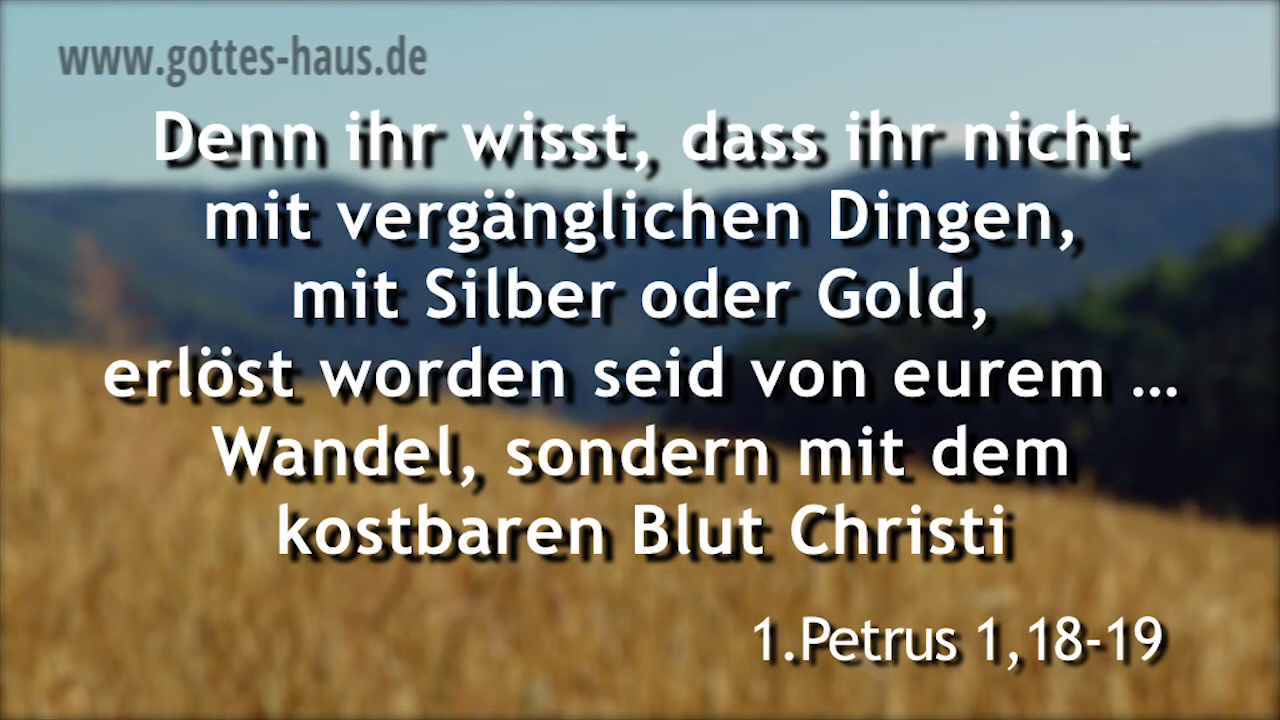 www.gottes-haus.de
Denn ihr wisst, dass ihr nicht
mit vergänglichen Dingen,
mit Silber oder Gold,
erlöst worden seid von eurem ...
Wandel, sondern mit dem
kostbaren Blut Christi
1.Petrus 1,18-19